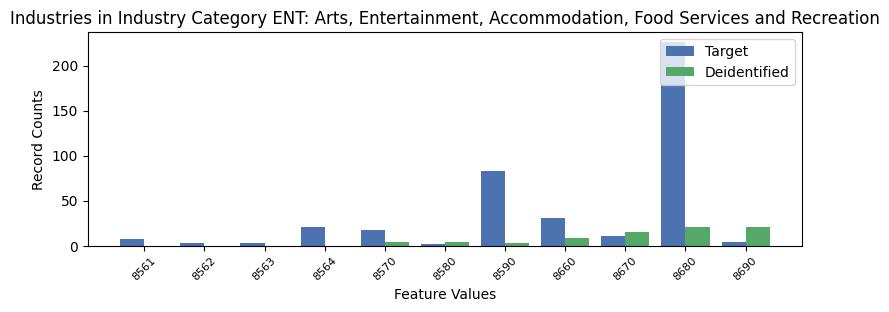 Industries in Industry Category ENT: Arts, Entertainment, Accommodation, Food Services and Recreation
Target
Deidentified
Record Counts
200
150
100
50
0
8561 8562 8563 8564 8570 8580 8590 8660 8670 8680 8690
Feature Values